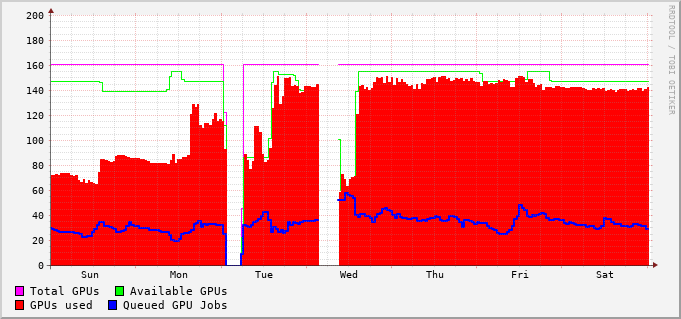 200
180
160
140
120
100
80
60
40
20
0
Sun Mon Tue Wed Thu Fri Sat
Total GPUs Available GPUs
GPUs used Queued GPU Jobs
RRDTOOL / TOBI OETIKER